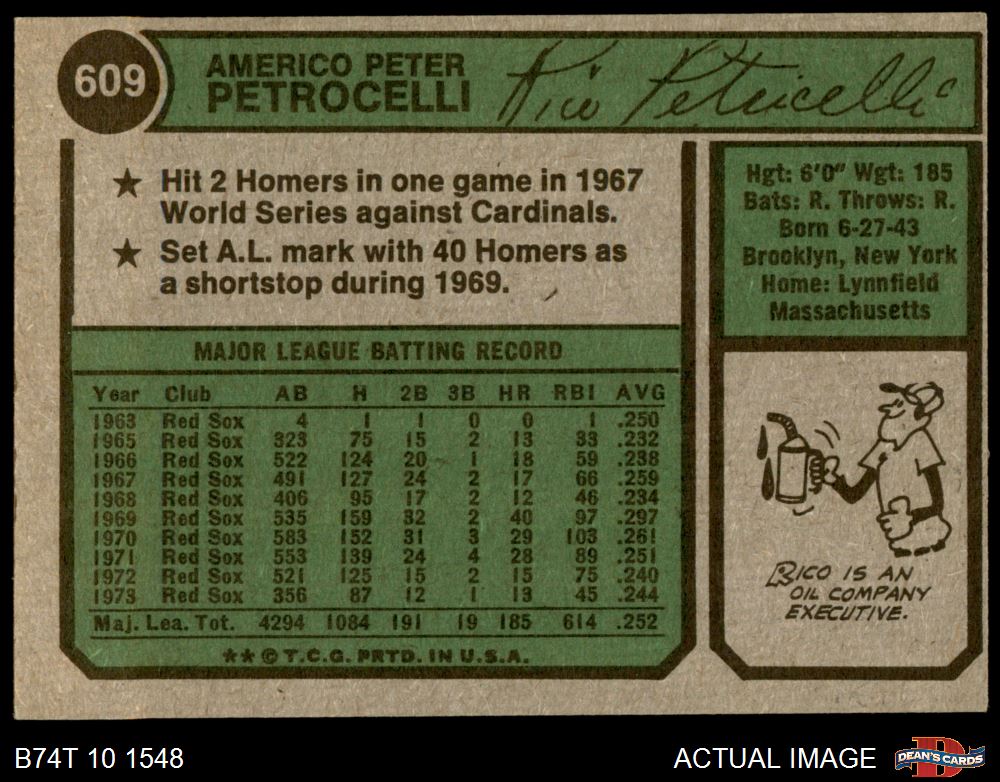 609
AMERICO PETER
PETROCELLI
Rico Petrocelli
★ Hit 2 Homers in one game in 1967
World Series against Cardinals.
★ Set A.L. mark with 40 Homers as
a shortstop during 1969.
Hgt: 6'0" Wgt: 185
Bats: R. Throws: R.
Born 6-27-43
Brooklyn, New York
Home: Lynnfield
Massachusetts
MAJOR LEAGUE BATTING RECORD
Year Club AB H 2B 3B HR RBI AVG
1963 Red Sox 4 1 1 0 0 1 .250
1965 Red Sox 323 75 15 2 13 33 .232
1966 Red Sox 522 124 20 1 18 59 .238
1967 Red Sox 491 127 24 2 17 66 .259
1968 Red Sox 406 95 17 2 12 46 .234
1969 Red Sox 535 159 32 2 40 97 .297
1970 Red Sox 583 152 31 3 29 103 .261
1971 Red Sox 553 139 24 4 28 89 .251
1972 Red Sox 521 125 15 2 15 75 .240
1973 Red Sox 356 87 12 1 13 45 .244
Maj. Lea. Tot. 4294 1084 191 19 185 614 .252
★★ © T.C.G. PRTD. IN U.S.A.
RICO IS AN
OIL COMPANY
EXECUTIVE.
B74T 10 1548
ACTUAL IMAGE
D
DEAN'S CARDS